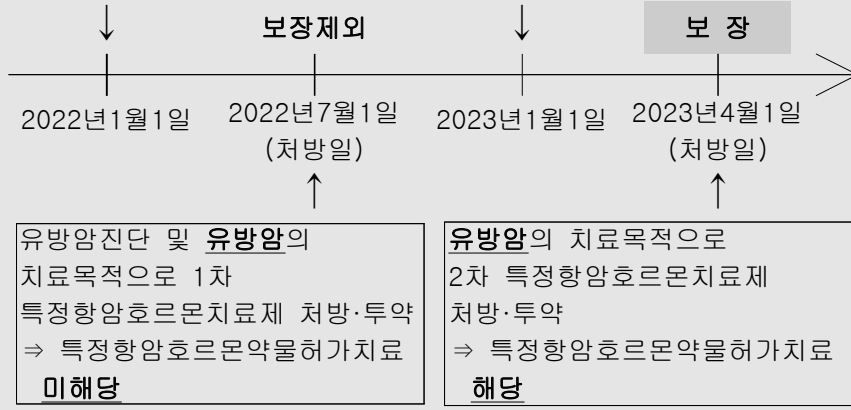 ↓ 보장제외 ↓ 보 장
2022년1월1일 2022년7월1일 2023년1월1일 2023년4월1일
(처방일) (처방일)
↑ ↑
유방암진단 및 유방암의
치료목적으로 1차
특정항암호르몬치료제 처방·투약
⇒ 특정항암호르몬약물허가치료
미해당
유방암의 치료목적으로
2차 특정항암호르몬치료제
처방·투약
⇒ 특정항암호르몬약물허가치료
해당